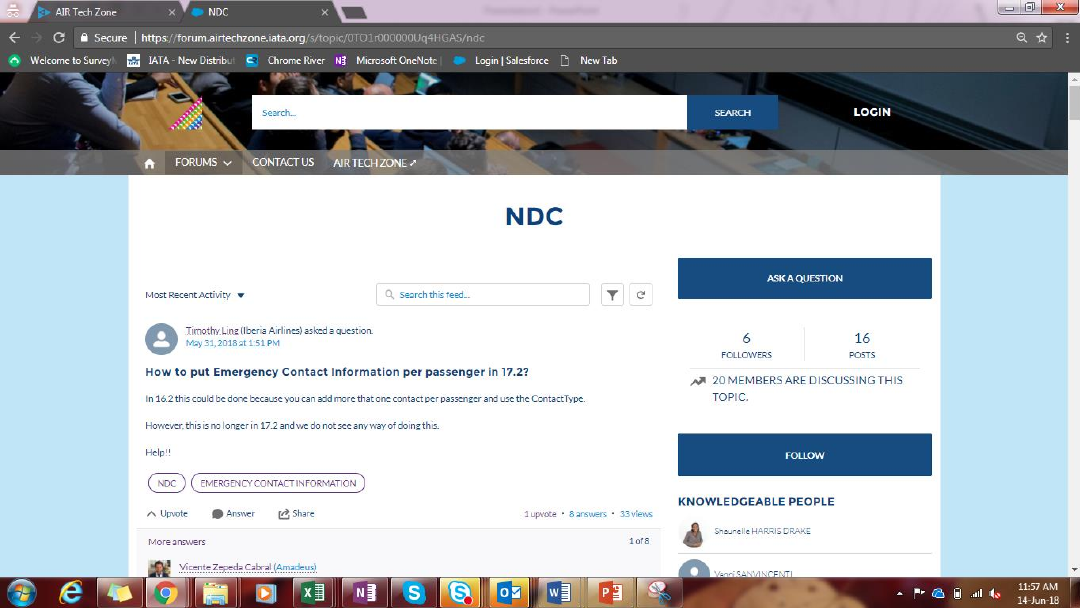 AIR Tech Zone
NDC
Secure
https://forum.airtechzone.iata.org/s/topic/0TO1r000000Uq4HGAS/ndc
Welcome to Survey
IATA - New Distribut
Chrome River
Microsoft OneNote
Login | Salesforce
New Tab
Search...
SEARCH
LOGIN
FORUMS
CONTACT US
AIR TECH ZONE
NDC
ASK A QUESTION
Most Recent Activity
Search this feed...
Timothy Ling (Iberia Airlines) asked a question.
May 31, 2018 at 1:51 PM
6
FOLLOWERS
16
POSTS
How to put Emergency Contact Information per passenger in 17.2?
20 MEMBERS ARE DISCUSSING THIS
TOPIC.
In 16.2 this could be done because you can add more that one contact per passenger and use the ContactType.
However, this is no longer in 17.2 and we do not see any way of doing this.
Help!!
FOLLOW
NDC
EMERGENCY CONTACT INFORMATION
KNOWLEDGEABLE PEOPLE
Upvote
Answer
Share
1 upvote • 8 answers • 33 views
Shaunelle HARRIS DRAKE
More answers
1 of 8
Vicente Zepeda Cabral (Amadeus)
SANVINCENTI
11:57 AM
14-Jun-18